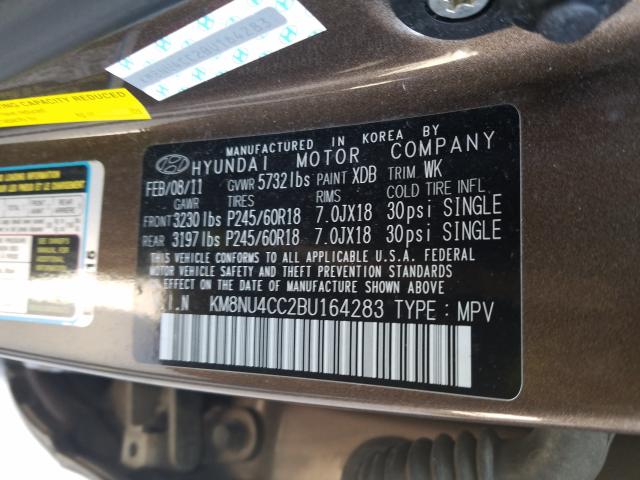 BU164283
CAPACITY REDUCED
MANUFACTURED IN KOREA BY
HYUNDAI MOTOR COMPANY
FEB/08/11 GVWR 5732lbs PAINT XDB TRIM WK
GAWR TIRES RIMS COLD TIRE INFL.
FRONT 3230 lbs P245/60R18 7.0JX18 30psi SINGLE
REAR 3197 lbs P245/60R18 7.0JX18 30psi SINGLE
THIS VEHICLE CONFORMS TO ALL APPLICABLE U.S.A. FEDERAL
MOTOR VEHICLE SAFETY AND THEFT PREVENTION STANDARDS
IN EFFECT ON THE DATE OF MANUFACTURE SHOWN ABOVE
V.I.N KM8NU4CC2BU164283 TYPE : MPV